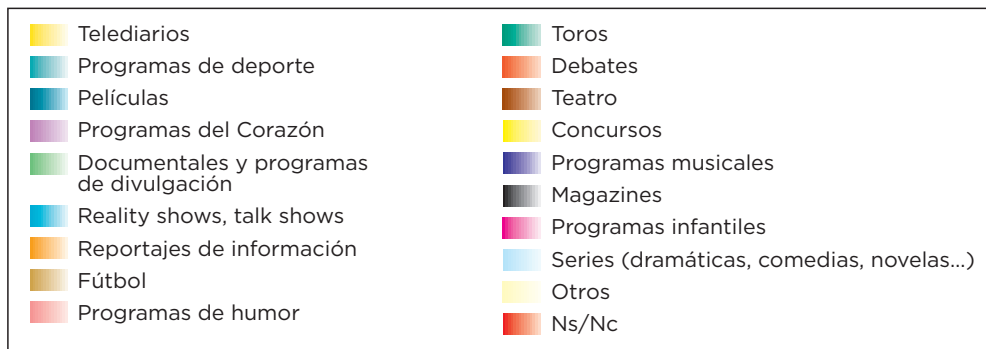 Telediarios
Programas de deporte
Películas
Programas del Corazón
Documentales y programas
de divulgación
Reality shows, talk shows
Reportajes de información
Fútbol
Programas de humor
Toros
Debates
Teatro
Concursos
Programas musicales
Magazines
Programas infantiles
Series (dramáticas, comedias, novelas...)
Otros
Ns/Nc